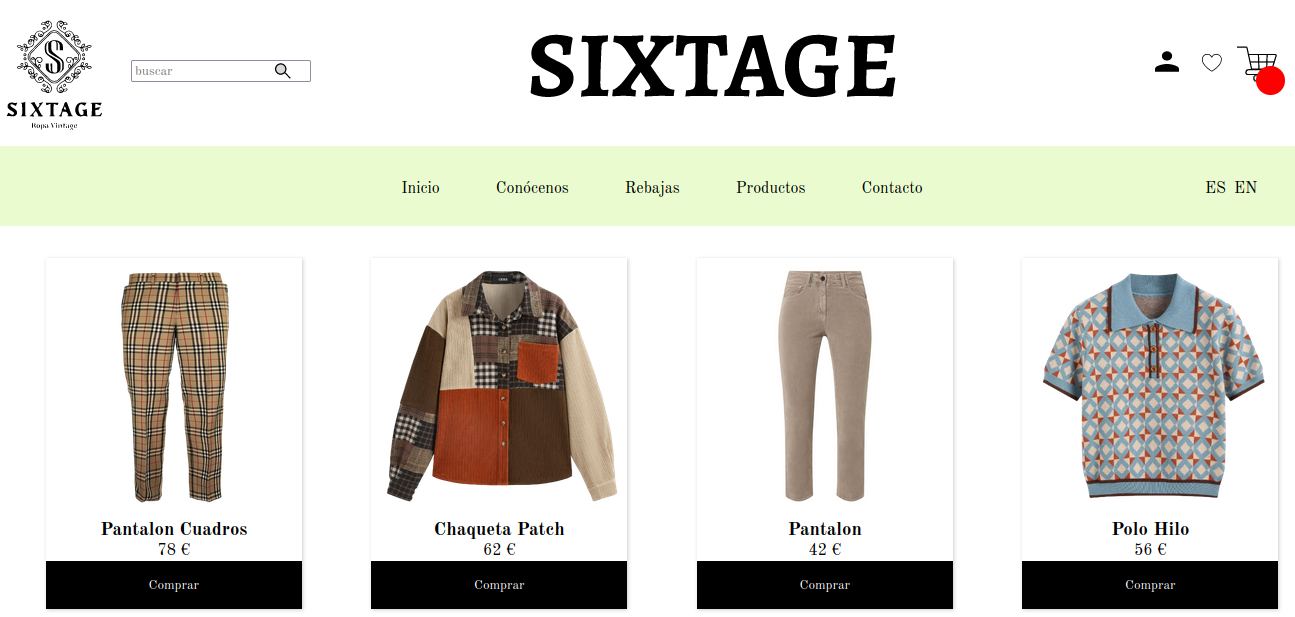 S
SIXTAGE
Ropa Vintage
buscar
SIXTAGE
Inicio Conócenos Rebajas Productos Contacto ES EN
Pantalon Cuadros
78 €
Comprar
Chaqueta Patch
62 €
Comprar
Pantalon
42 €
Comprar
Polo Hilo
56 €
Comprar